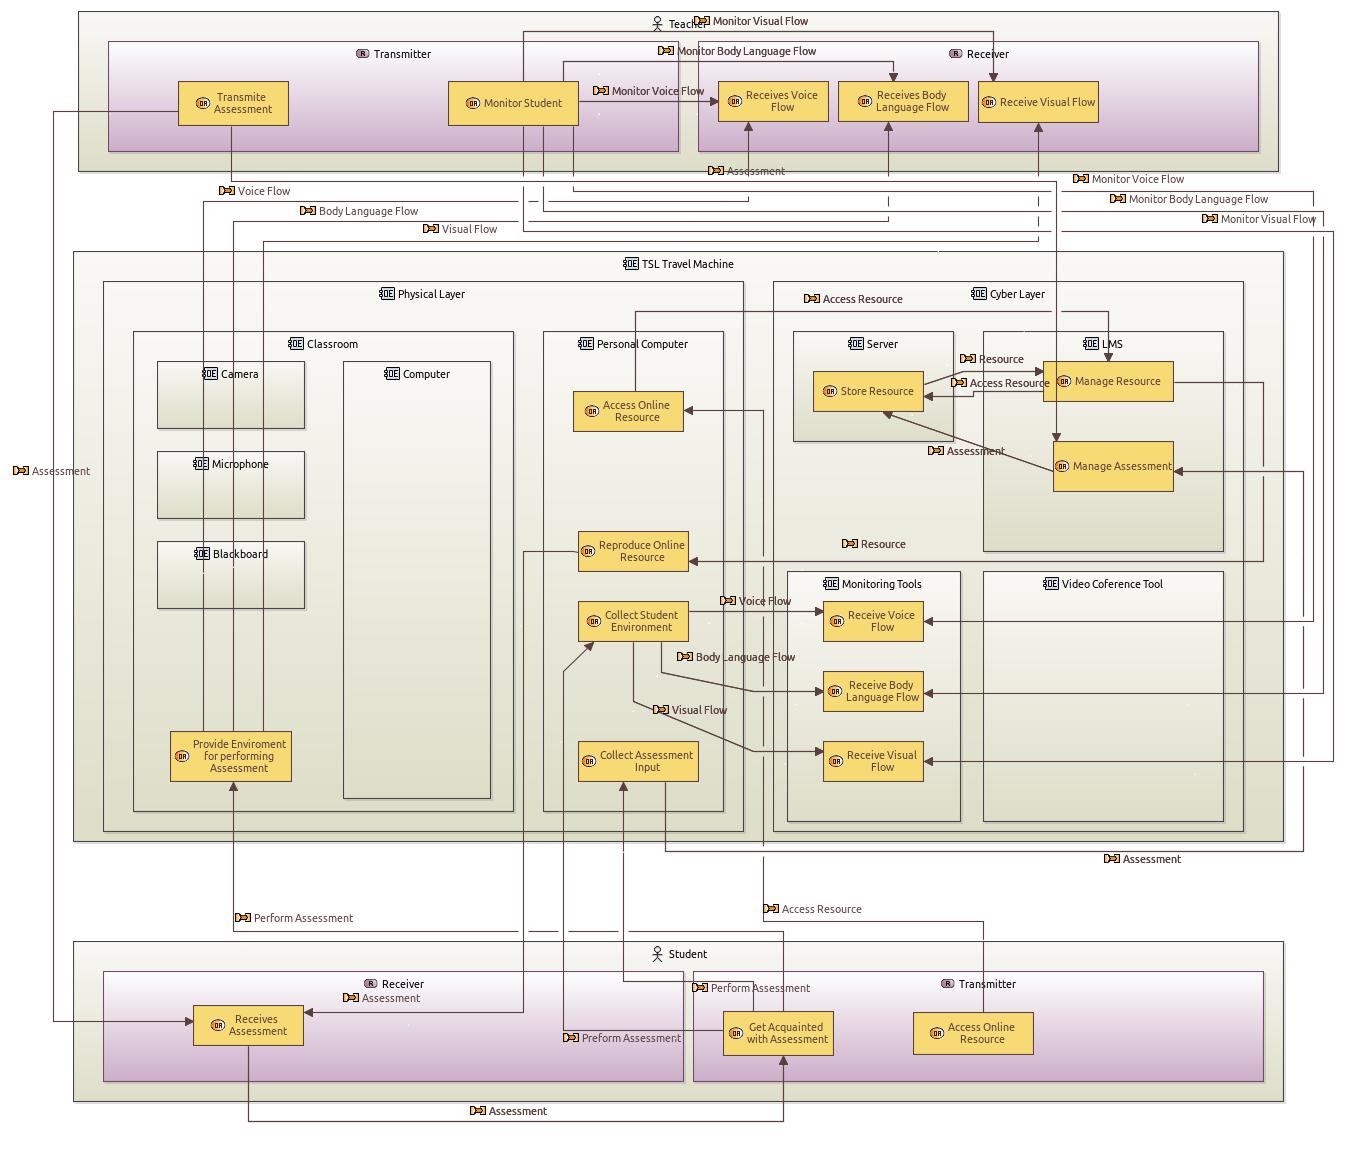 Teacher
Monitor Visual Flow
Transmitter
Monitor Body Language Flow
Receiver
Transmite
Assessment
Monitor Student
Monitor Voice Flow
Receives Voice
Flow
Receives Body
Language Flow
Receive Visual Flow
Assessment
Voice Flow
Monitor Voice Flow
Body Language Flow
Monitor Body Language Flow
Visual Flow
Monitor Visual Flow
TSL Travel Machine
Physical Layer
Cyber Layer
Access Resource
Classroom
Personal Computer
Server
LMS
Camera
Computer
Resource
Access Resource
Store Resource
Manage Resource
Access Online
Resource
Microphone
Assessment
Manage Assessment
Assessment
Blackboard
Reproduce Online
Resource
Resource
Monitoring Tools
Video Coference Tool
Voice Flow
Collect Student
Environment
Receive Voice
Flow
Body Language Flow
Receive Body
Language Flow
Visual Flow
Provide Enviroment
for performing
Assessment
Collect Assessment
Input
Receive Visual
Flow
Assessment
Perform Assessment
Access Resource
Student
Receiver
Transmitter
Assessment
Perform Assessment
Receives
Assessment
Preform Assessment
Get Acquainted
with Assessment
Access Online
Resource
Assessment